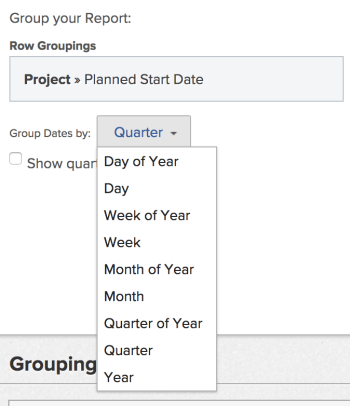 Group your Report:
Row Groupings
Project » Planned Start Date
Group Dates by: Quarter
Show
Day of Year
Day
Week of Year
Week
Month of Year
Month
Quarter of Year
Quarter
Year
Grouping